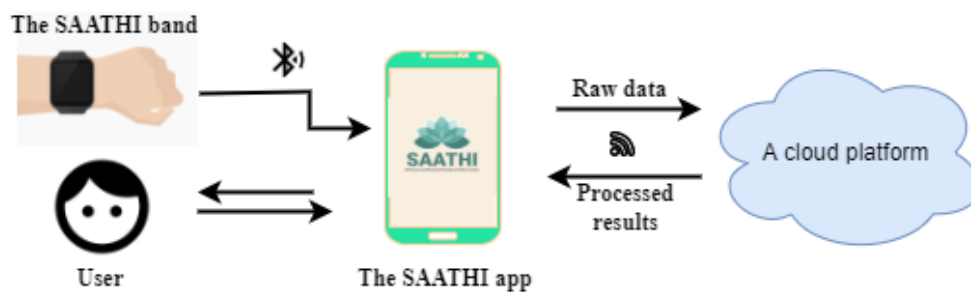 The SAATHI band
Raw data
SAATHI
A cloud platform
Processed
results
User
The SAATHI app